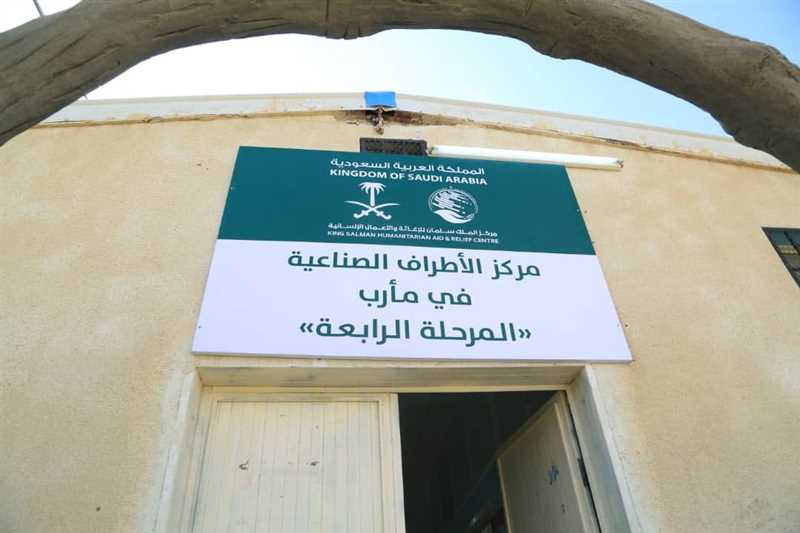 المملكة العربية السعودية
KINGDOM OF SAUDI ARABIA
مركز الملك سلمان للإغاثة والأعمال الإنسانية
KING SALMAN HUMANITARIAN AID & RELIEF CENTRE
مركز الأطراف الصناعية
في مأرب
«المرحلة الرابعة»